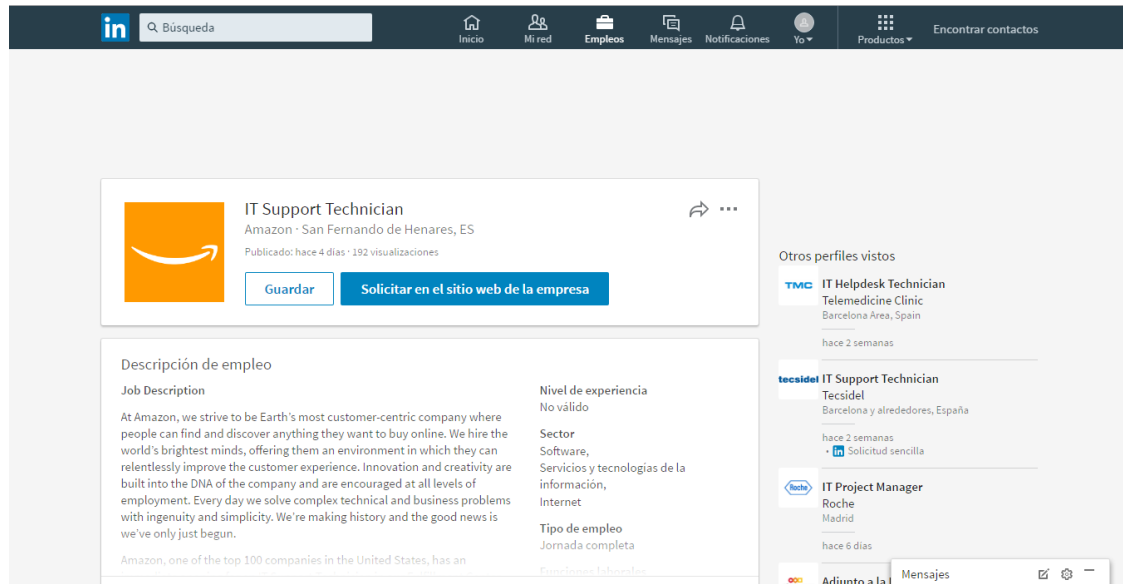 in
Búsqueda
Inicio
Mi red
Empleos
Mensajes
Notificaciones
Yo
Productos
Encontrar contactos
IT Support Technician
Amazon · San Fernando de Henares, ES
Publicado: hace 4 días · 192 visualizaciones
Guardar
Solicitar en el sitio web de la empresa
Descripción de empleo
Job Description
At Amazon, we strive to be Earth's most customer-centric company where
people can find and discover anything they want to buy online. We hire the
world's brightest minds, offering them an environment in which they can
relentlessly improve the customer experience. Innovation and creativity are
built into the DNA of the company and are encouraged at all levels of
employment. Every day we solve complex technical and business problems
with ingenuity and simplicity. We're making history and the good news is
we've only just begun.
Amazon, one of the top 100 companies in the United States, has an
Nivel de experiencia
No válido
Sector
Software,
Servicios y tecnologías de la
información,
Internet
Tipo de empleo
Jornada completa
Funciones laborales
Otros perfiles vistos
TMC
IT Helpdesk Technician
Telemedicine Clinic
Barcelona Area, Spain
hace 2 semanas
tecsidel
IT Support Technician
Tecsidel
Barcelona y alrededores, España
hace 2 semanas
· in Solicitud sencilla
Roche
IT Project Manager
Roche
Madrid
hace 6 días
Adjunto a la
Mensajes